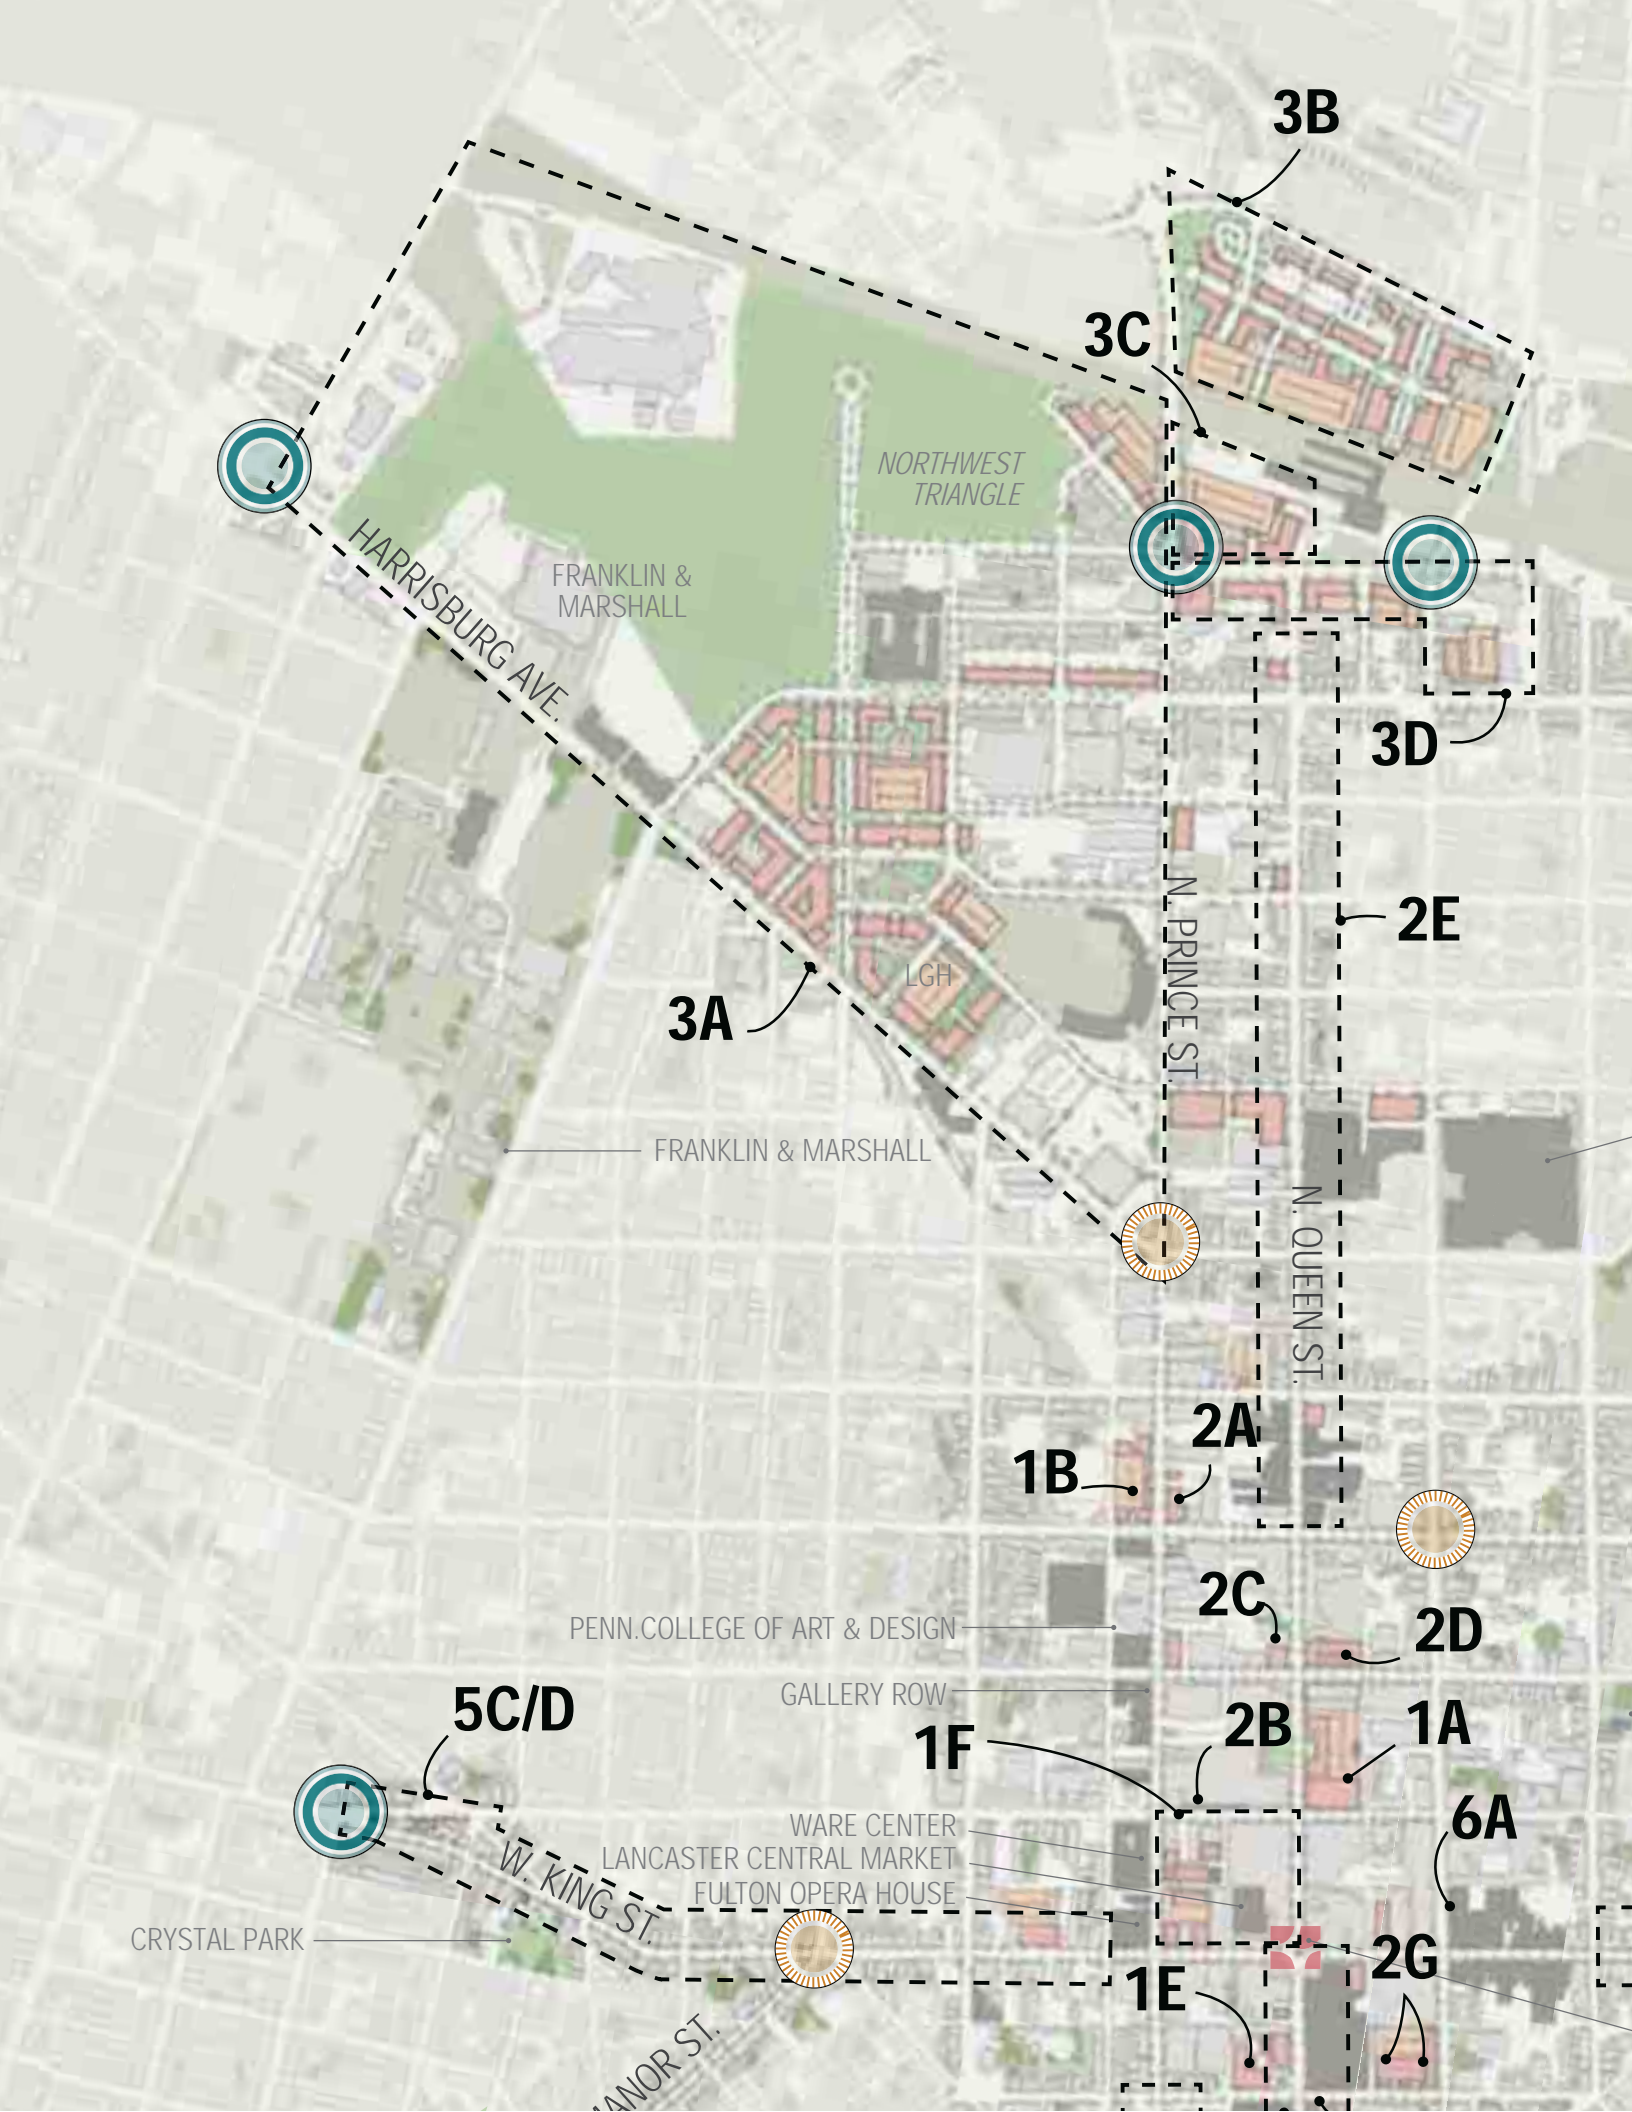 3B
3C
NORTHWEST
TRIANGLE
HARRISBURG AVE.
FRANKLIN &
MARSHALL
3D
2E
N. PRINCE ST.
LGH
3A
FRANKLIN & MARSHALL
N. QUEEN ST.
2A
1B
2C
2D
PENN.COLLEGE OF ART & DESIGN
GALLERY ROW
5C/D
2B
1A
1F
6A
WARE CENTER
LANCASTER CENTRAL MARKET
FULTON OPERA HOUSE
W. KING ST.
CRYSTAL PARK
2G
1E
MANOR ST.